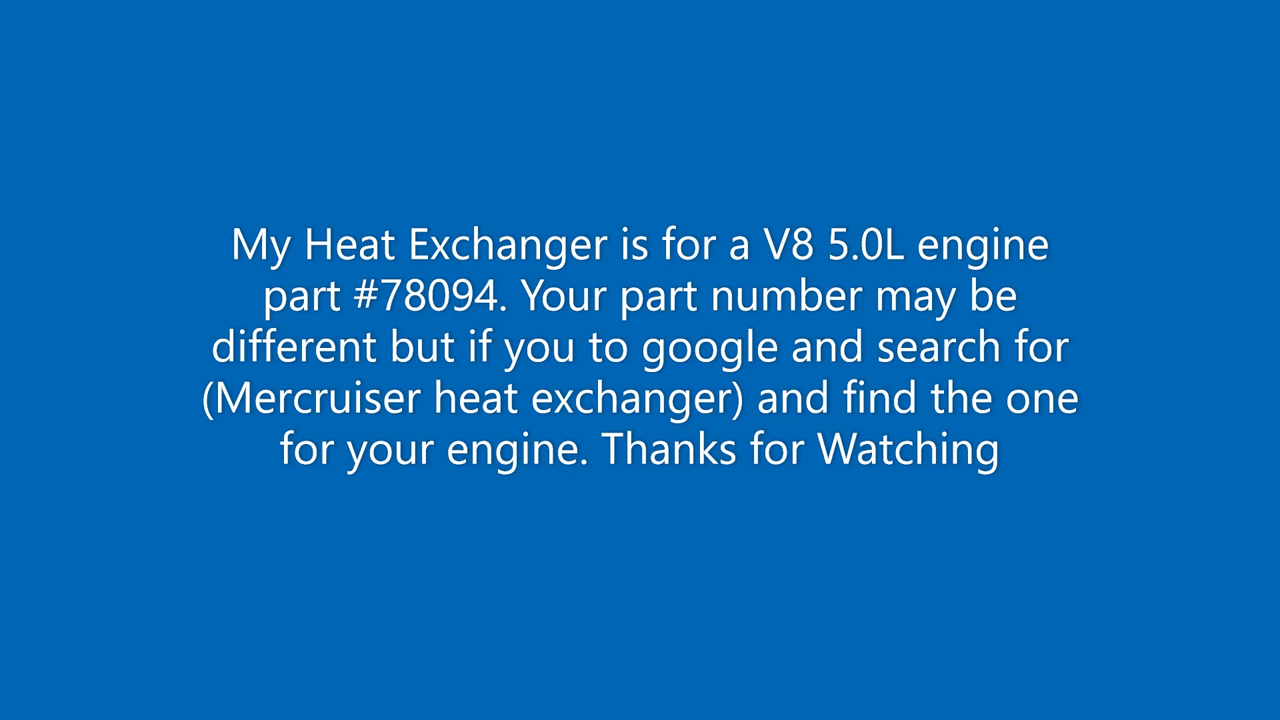 My Heat Exchanger is for a V8 5.0L engine
part #78094. Your part number may be
different but if you to google and search for
(Mercruiser heat exchanger) and find the one
for your engine. Thanks for Watching